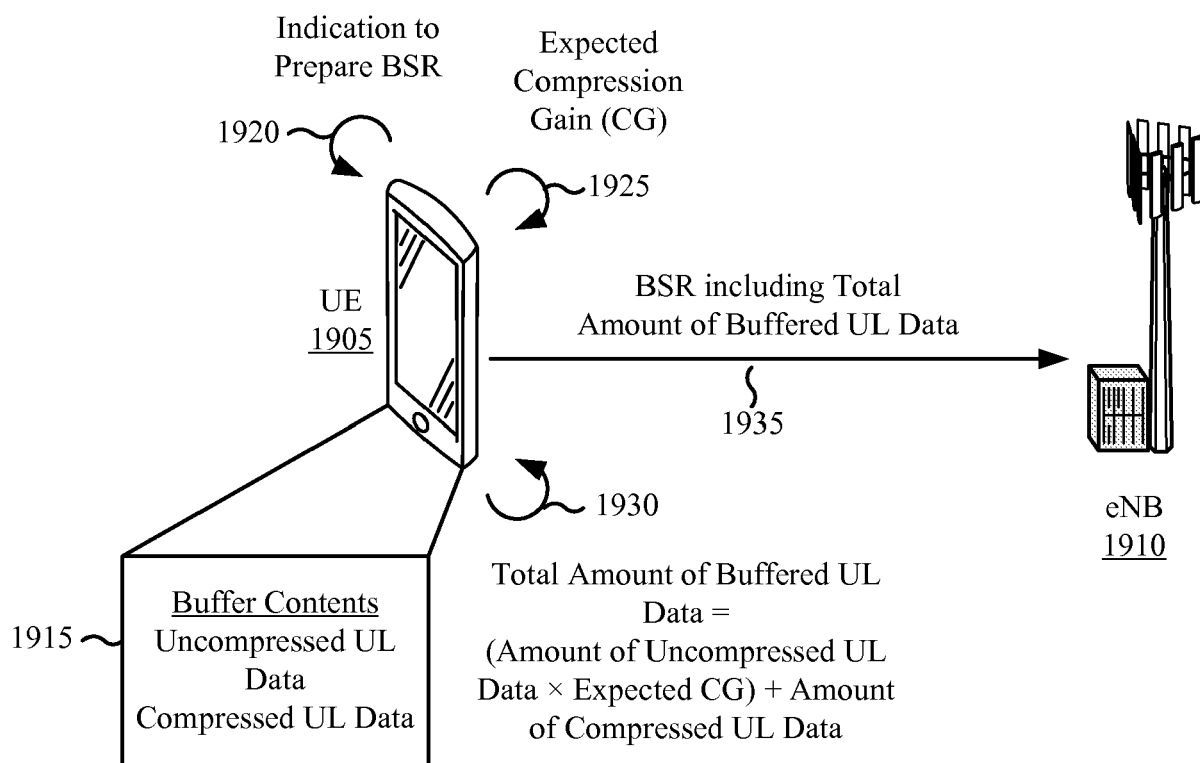 Indication to
Prepare BSR
Expected
Compression
Gain (CG)
1920
1925
UE
1905
BSR including Total
Amount of Buffered UL Data
1935
1930
eNB
1910
1915
Buffer Contents
Uncompressed UL
Data
Compressed UL Data
Total Amount of Buffered UL
Data =
(Amount of Uncompressed UL
Data × Expected CG) + Amount
of Compressed UL Data